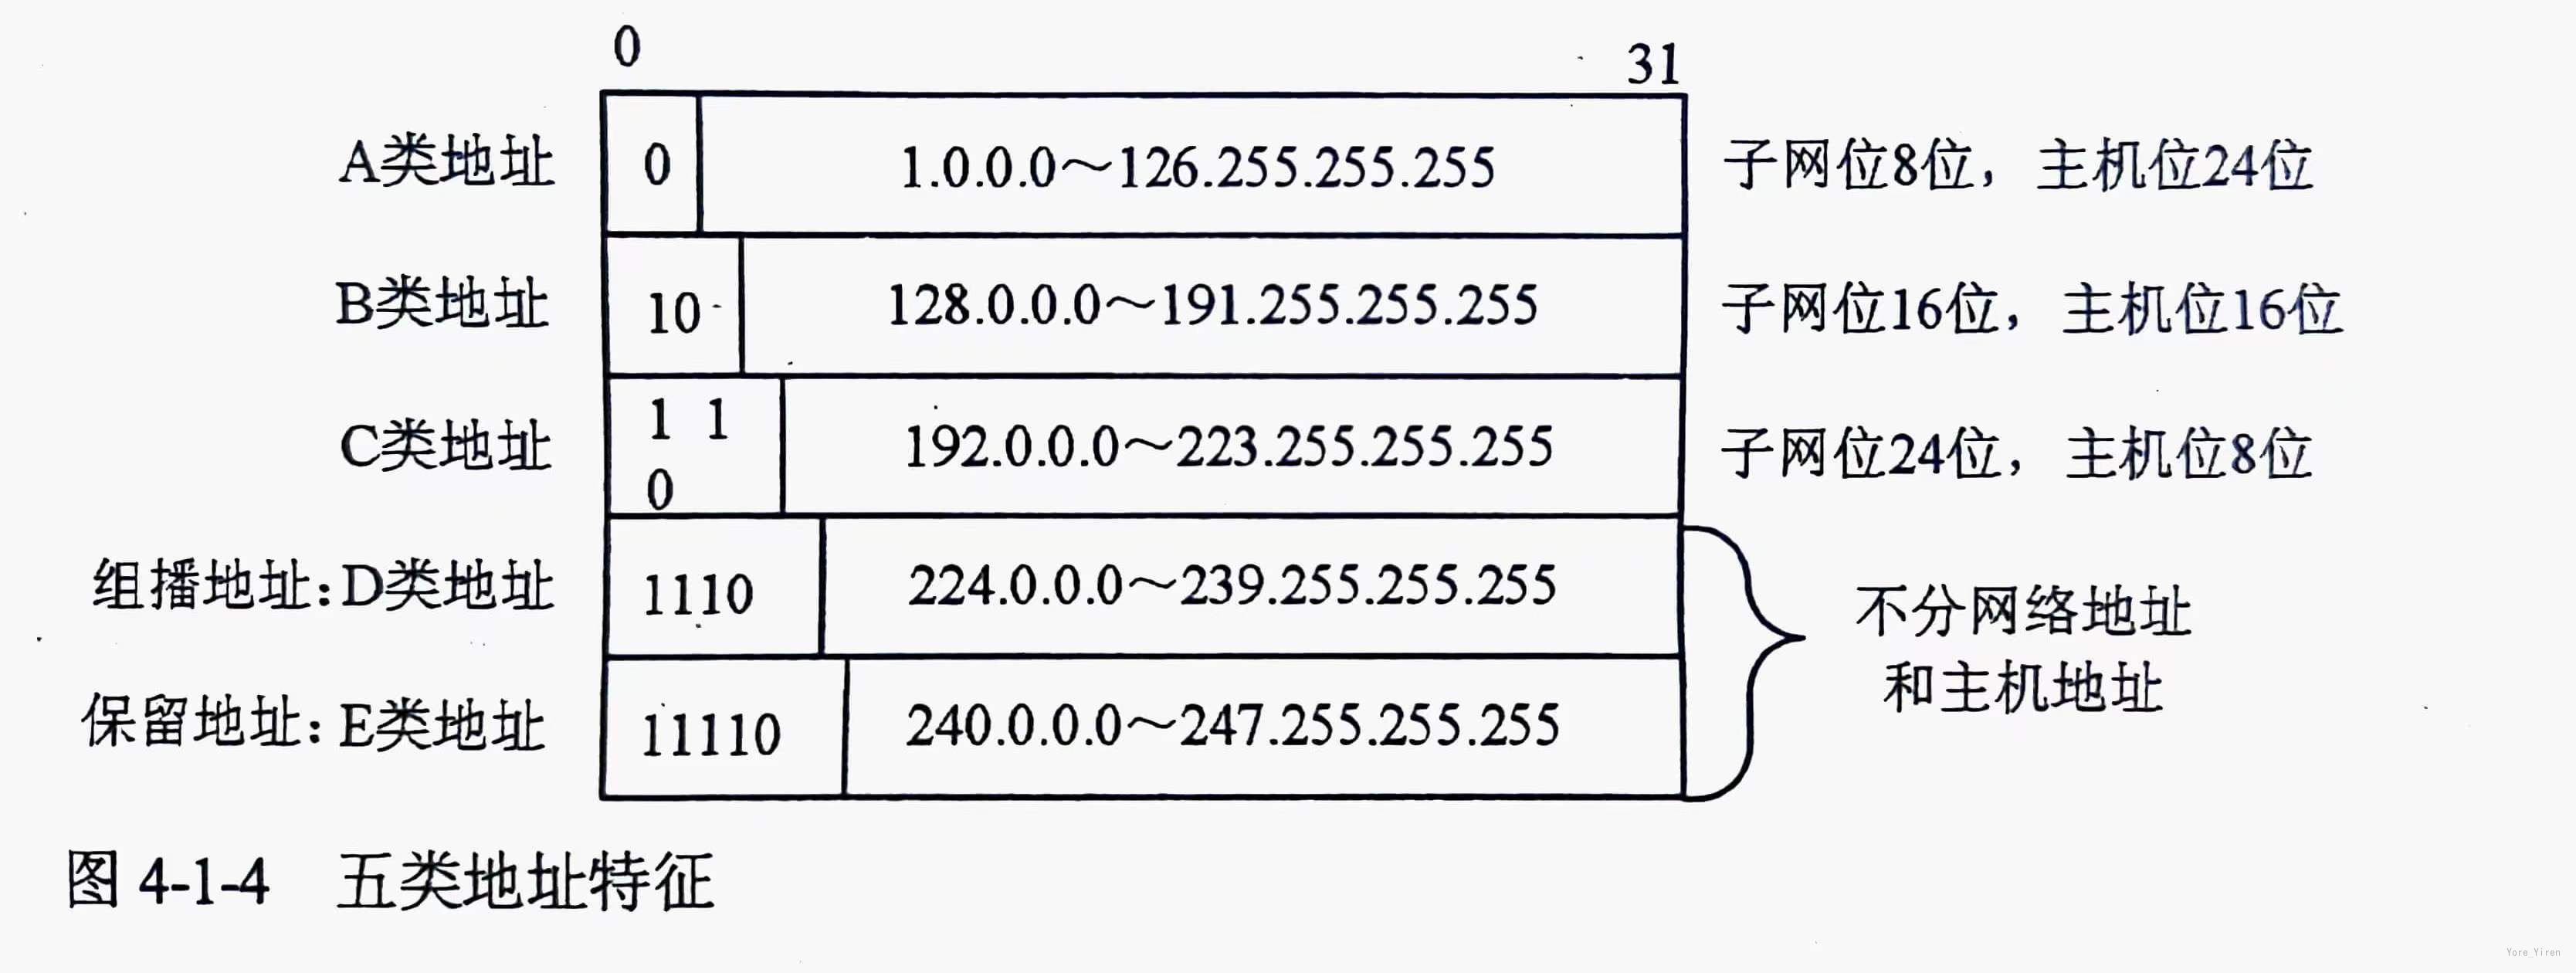 0 31
A类地址 0 1.0.0.0～126.255.255.255 子网位8位，主机位24位
B类地址 10 128.0.0.0～191.255.255.255 子网位16位，主机位16位
C类地址 1 1 0 192.0.0.0～223.255.255.255 子网位24位，主机位8位
组播地址：D类地址 1110 224.0.0.0～239.255.255.255
不分网络地址
和主机地址
保留地址：E类地址 11110 240.0.0.0～247.255.255.255
图 4-1-4 五类地址特征
Yore_Yiren